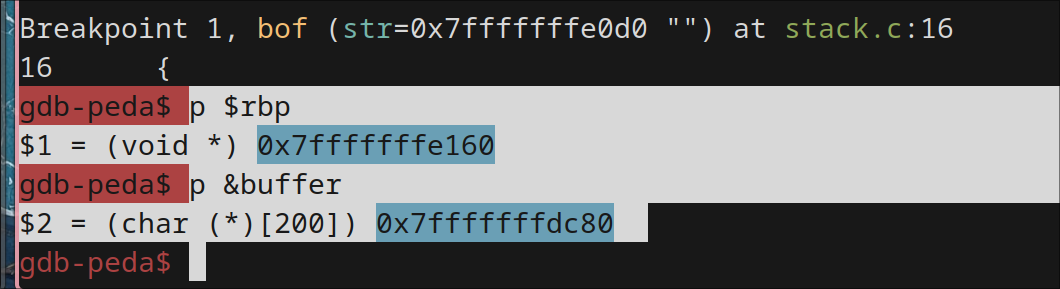 Breakpoint 1, bof (str=0x7fffffffe0d0 "") at stack.c:16
16      {
gdb-peda$ p $rbp
$1 = (void *) 0x7fffffffe160
gdb-peda$ p &buffer
$2 = (char (*)[200]) 0x7fffffffdc80
gdb-peda$